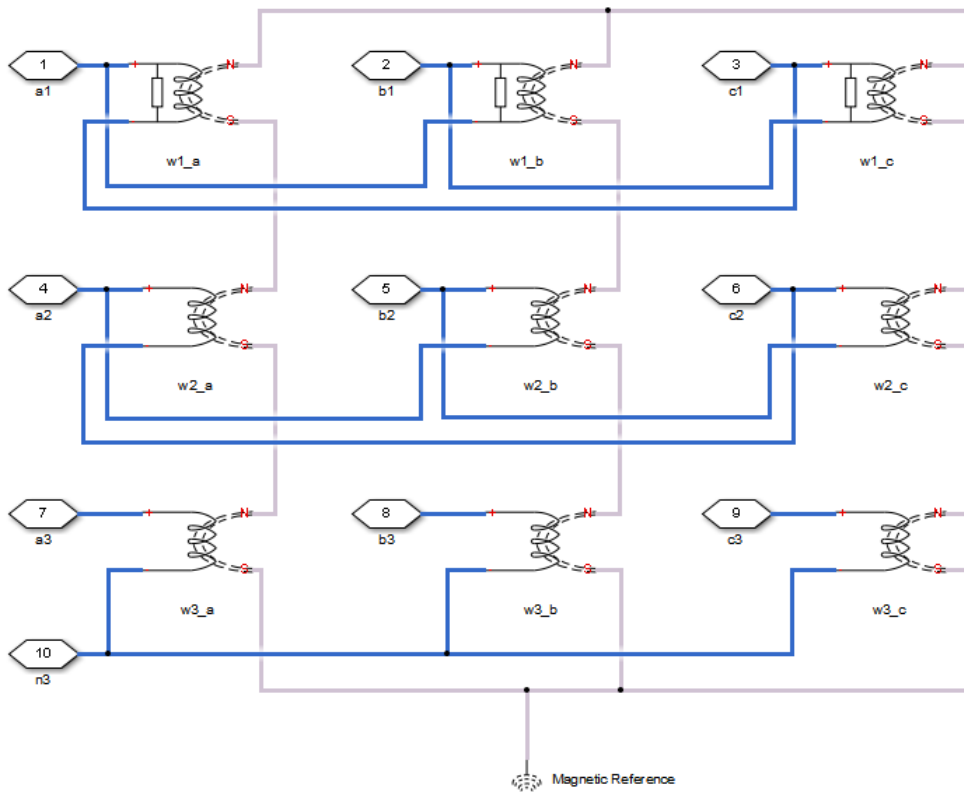 1 2 3
a1 b1 c1
+ N + N + N
S S S
w1_a w1_b w1_c
4 5 6
a2 b2 c2
+ N + N + N
S S S
w2_a w2_b w2_c
7 8 9
a3 b3 c3
+ N + N + N
S S S
w3_a w3_b w3_c
10
n3
Magnetic Reference